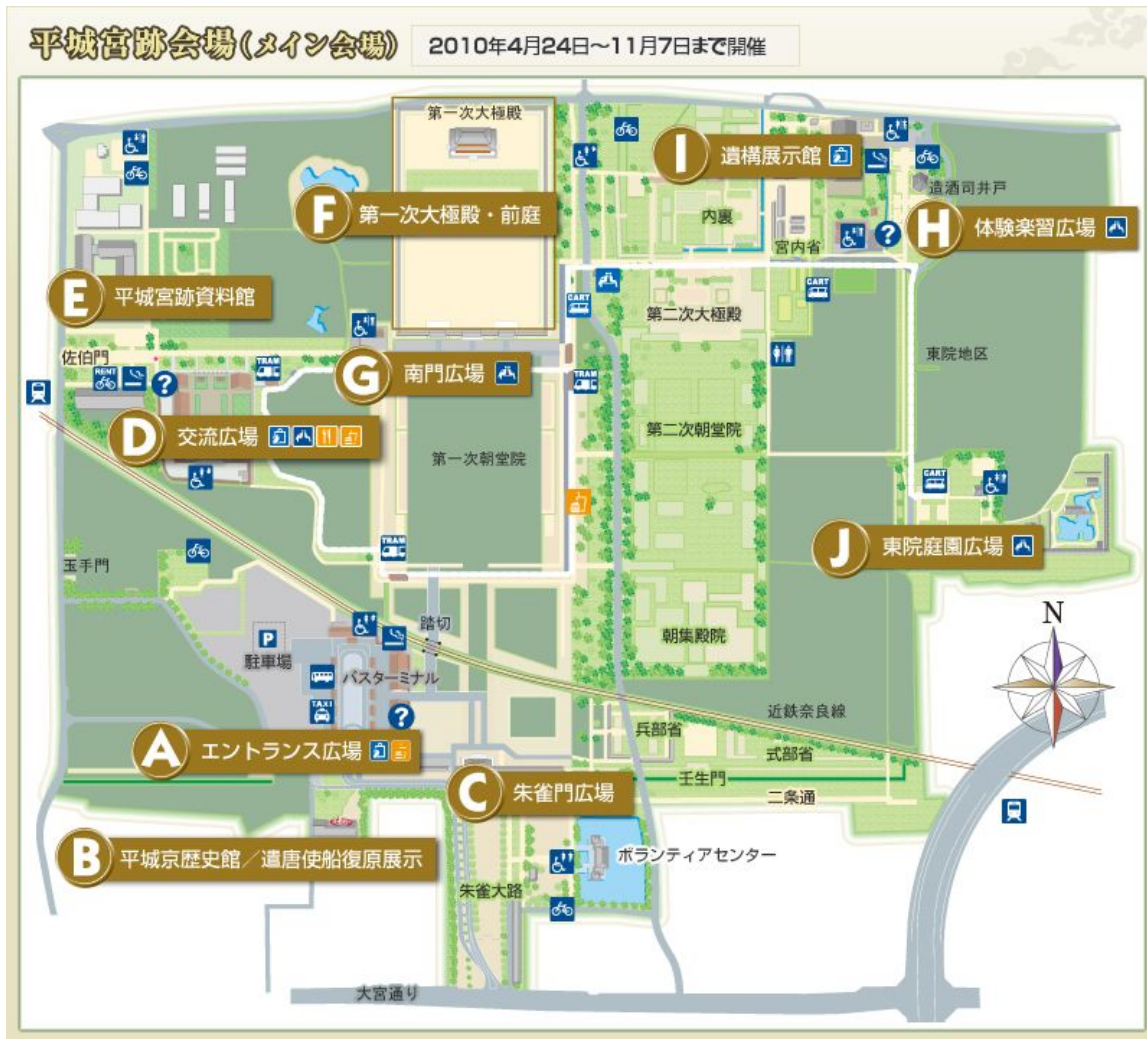 平城宮跡会場(メイン会場)
2010年4月24日～11月7日まで開催
第一次大極殿
I 遺構展示館
造酒司井戸
F 第一次大極殿・前庭
内裏
H 体験楽習広場
宮内省
E 平城宮跡資料館
CART
CART
第二次大極殿
佐伯門
東院地区
RENT
TRAM
G 南門広場
TRAM
D 交流広場
第二次朝堂院
第一次朝堂院
CART
TRAM
J 東院庭園広場
玉手門
踏切
朝集殿院
N
P
駐車場
バスターミナル
TAXI
近鉄奈良線
兵部省
A エントランス広場
式部省
壬生門
C 朱雀門広場
二条通
B 平城京歴史館／遣唐使船復原展示
ボランティアセンター
朱雀大路
大宮通り